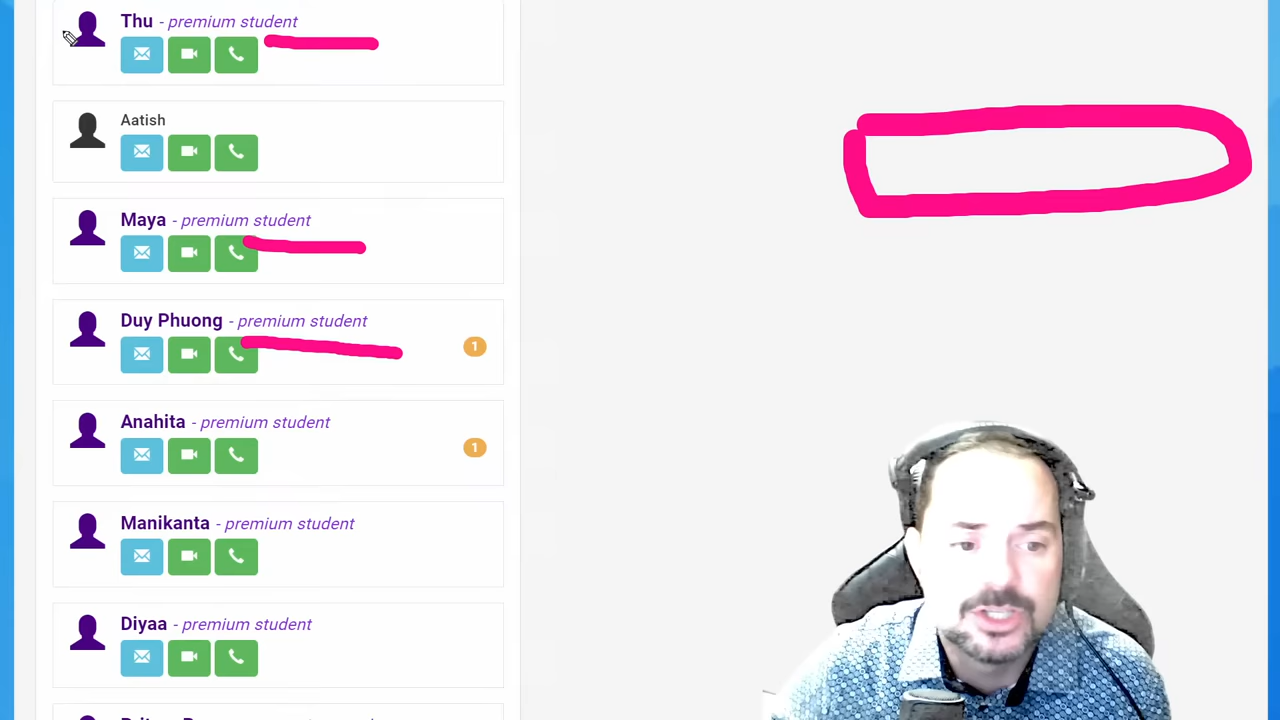 Thu - premium student
Aatish
Maya - premium student
Duy Phuong - premium student
1
Anahita - premium student
1
Manikanta - premium student
Diyaa - premium student